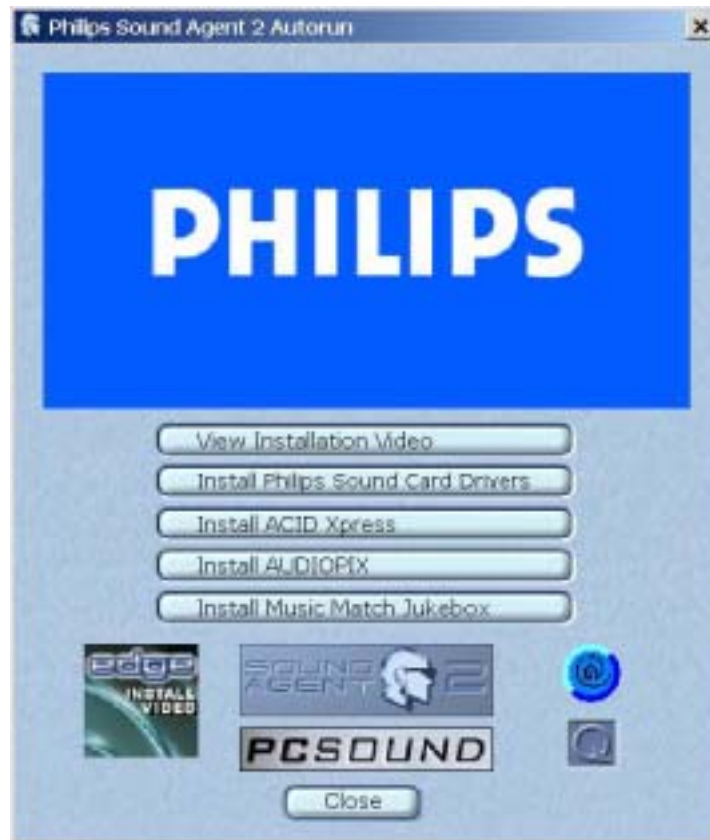 Philips Sound Agent 2 Autorun
PHILIPS
View Installation Video
Install Philips Sound Card Drivers
Install ACID Xpress
Install AUDIOPIX
Install Music Match Jukebox
edge
INSTALL
VIDEO
SOUND
AGENT 2
PCSOUND
Close